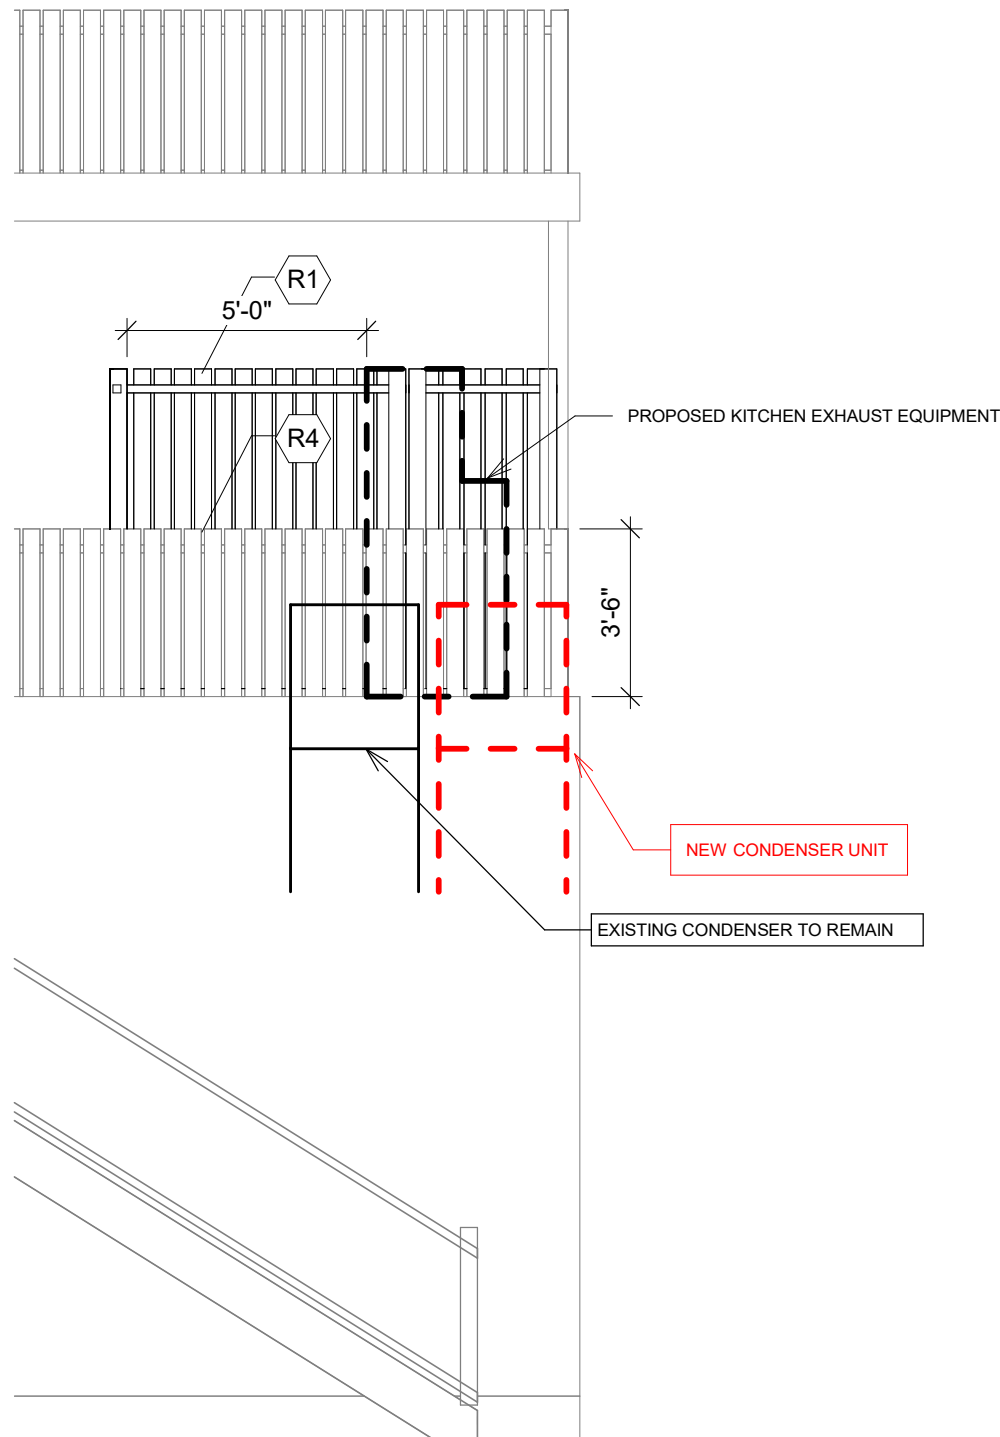 R1
5'-0"
PROPOSED KITCHEN EXHAUST EQUIPMENT
R4
3'-6"
NEW CONDENSER UNIT
EXISTING CONDENSER TO REMAIN